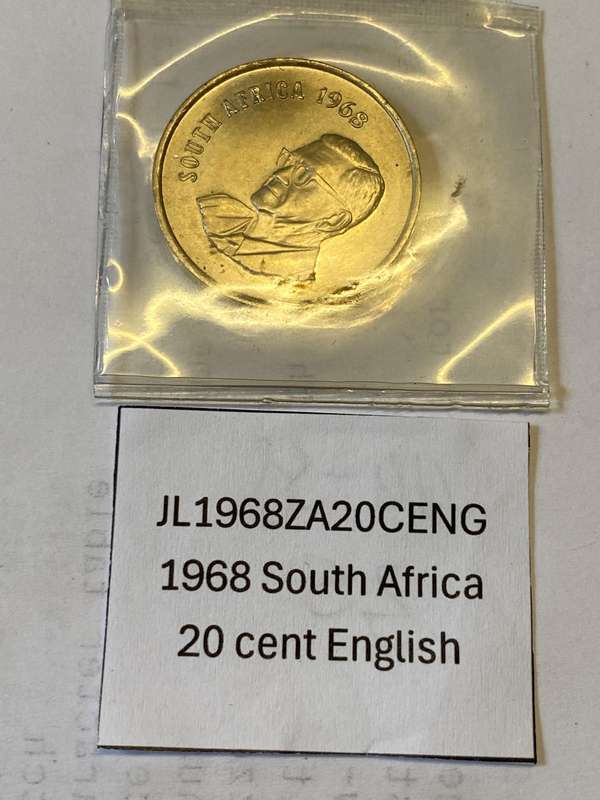 SOUTH AFRICA 1968
JL1968ZA20CENG
1968 South Africa
20 cent English